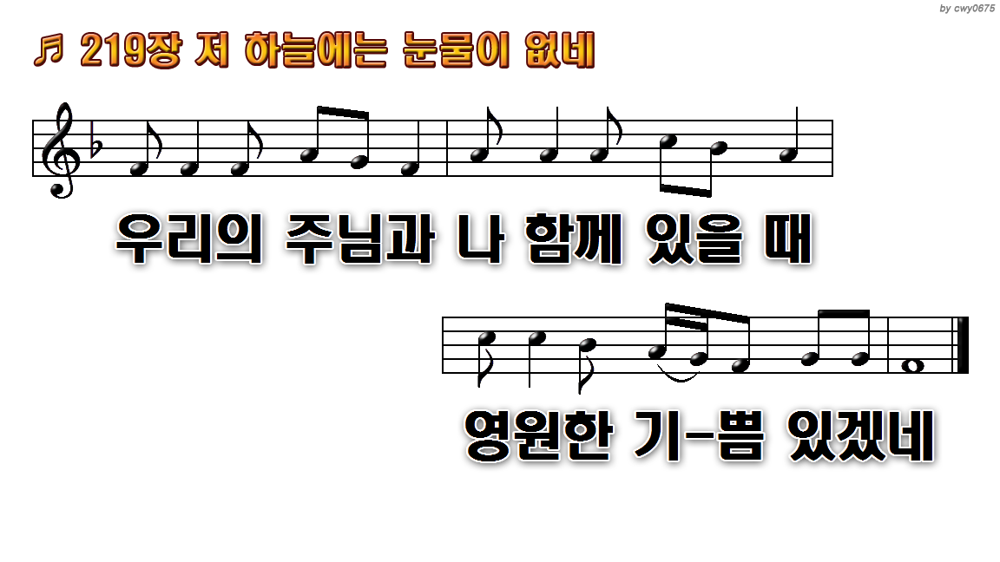 by cwy0675
♬ 219장 저 하늘에는 눈물이 없네
우리의 주님과 나 함께 있을 때
영원한 기-쁨 있겠네